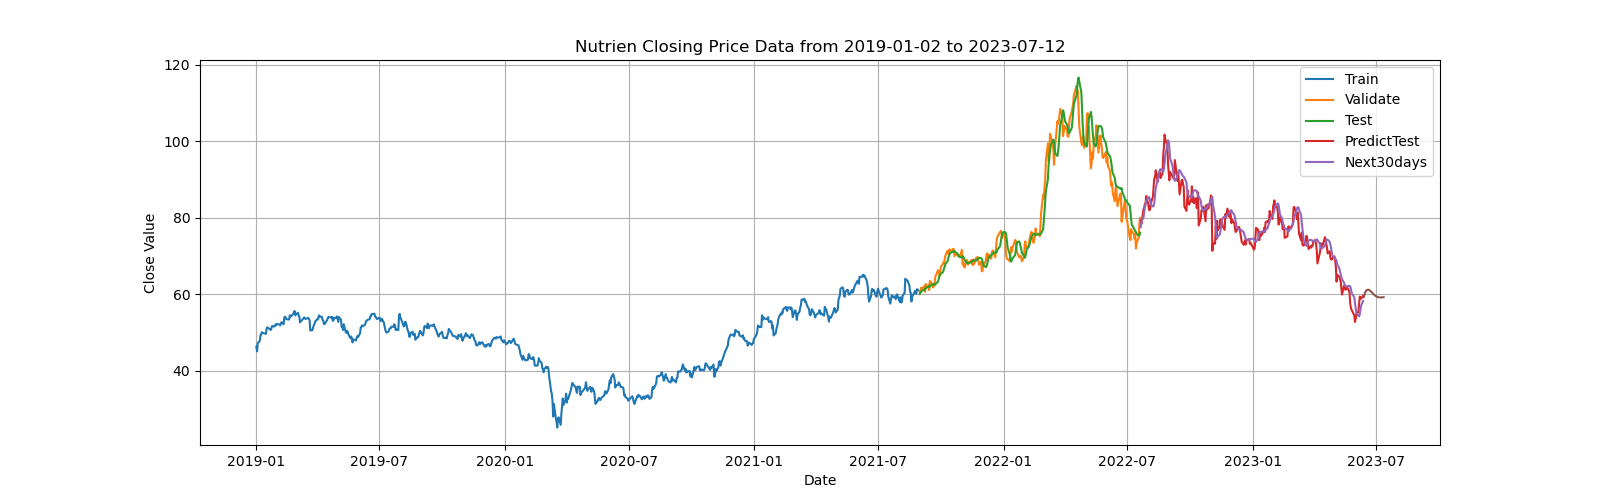 Nutrien Closing Price Data from 2019-01-02 to 2023-07-12
120
100
80
60
40
Close Value
Train
Validate
Test
PredictTest
Next30days
2019-01 2019-07 2020-01 2020-07 2021-01 2021-07 2022-01 2022-07 2023-01 2023-07
Date